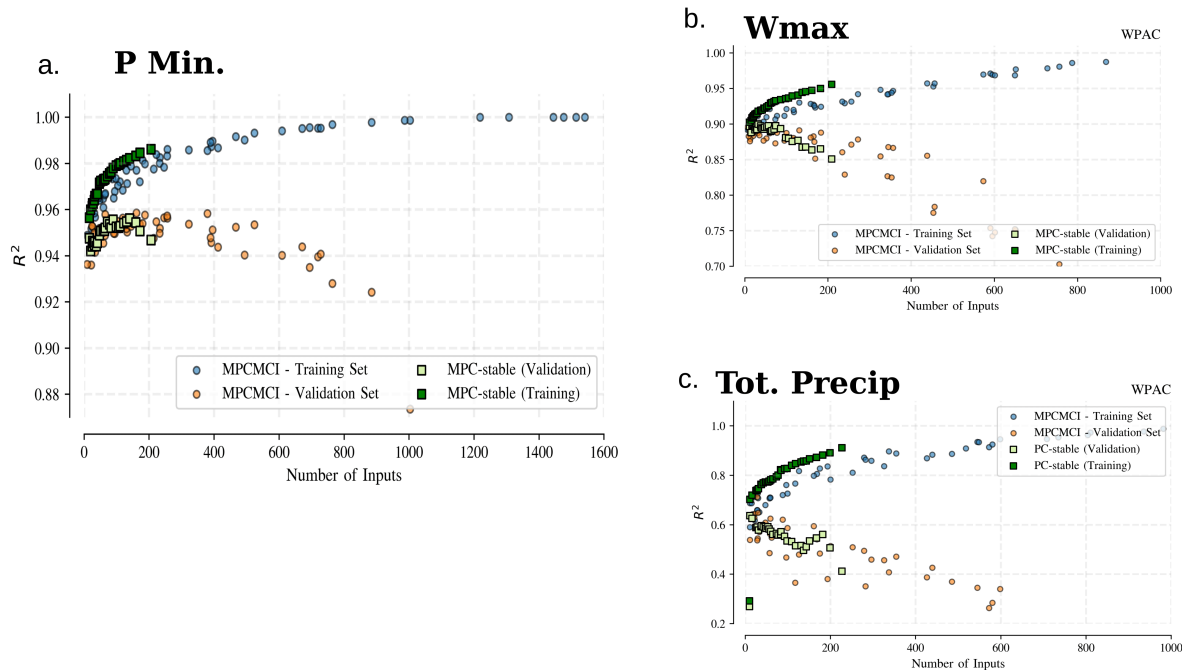 a.
P Min.
R²
1.00
0.98
0.96
0.94
0.92
0.90
0.88
MPCMCI - Training Set
MPCMCI - Validation Set
MPC-stable (Validation)
MPC-stable (Training)
0 200 400 600 800 1000 1200 1400 1600
Number of Inputs
b.
Wmax
WPAC
R²
1.00
0.95
0.90
0.85
0.80
0.75
0.70
MPCMCI - Training Set
MPCMCI - Validation Set
MPC-stable (Validation)
MPC-stable (Training)
0 200 400 600 800 1000
Number of Inputs
c.
Tot. Precip
WPAC
R²
1.0
0.8
0.6
0.4
0.2
MPCMCI - Training Set
MPCMCI - Validation Set
PC-stable (Validation)
PC-stable (Training)
0 200 400 600 800 1000
Number of Inputs